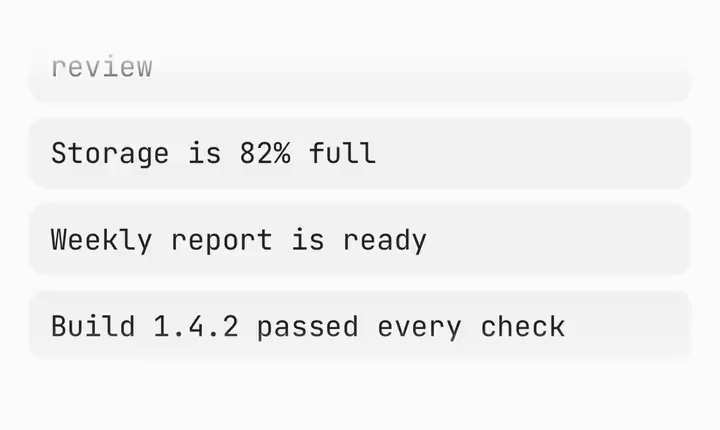 review
Storage is 82% full
Weekly report is ready
Build 1.4.2 passed every check